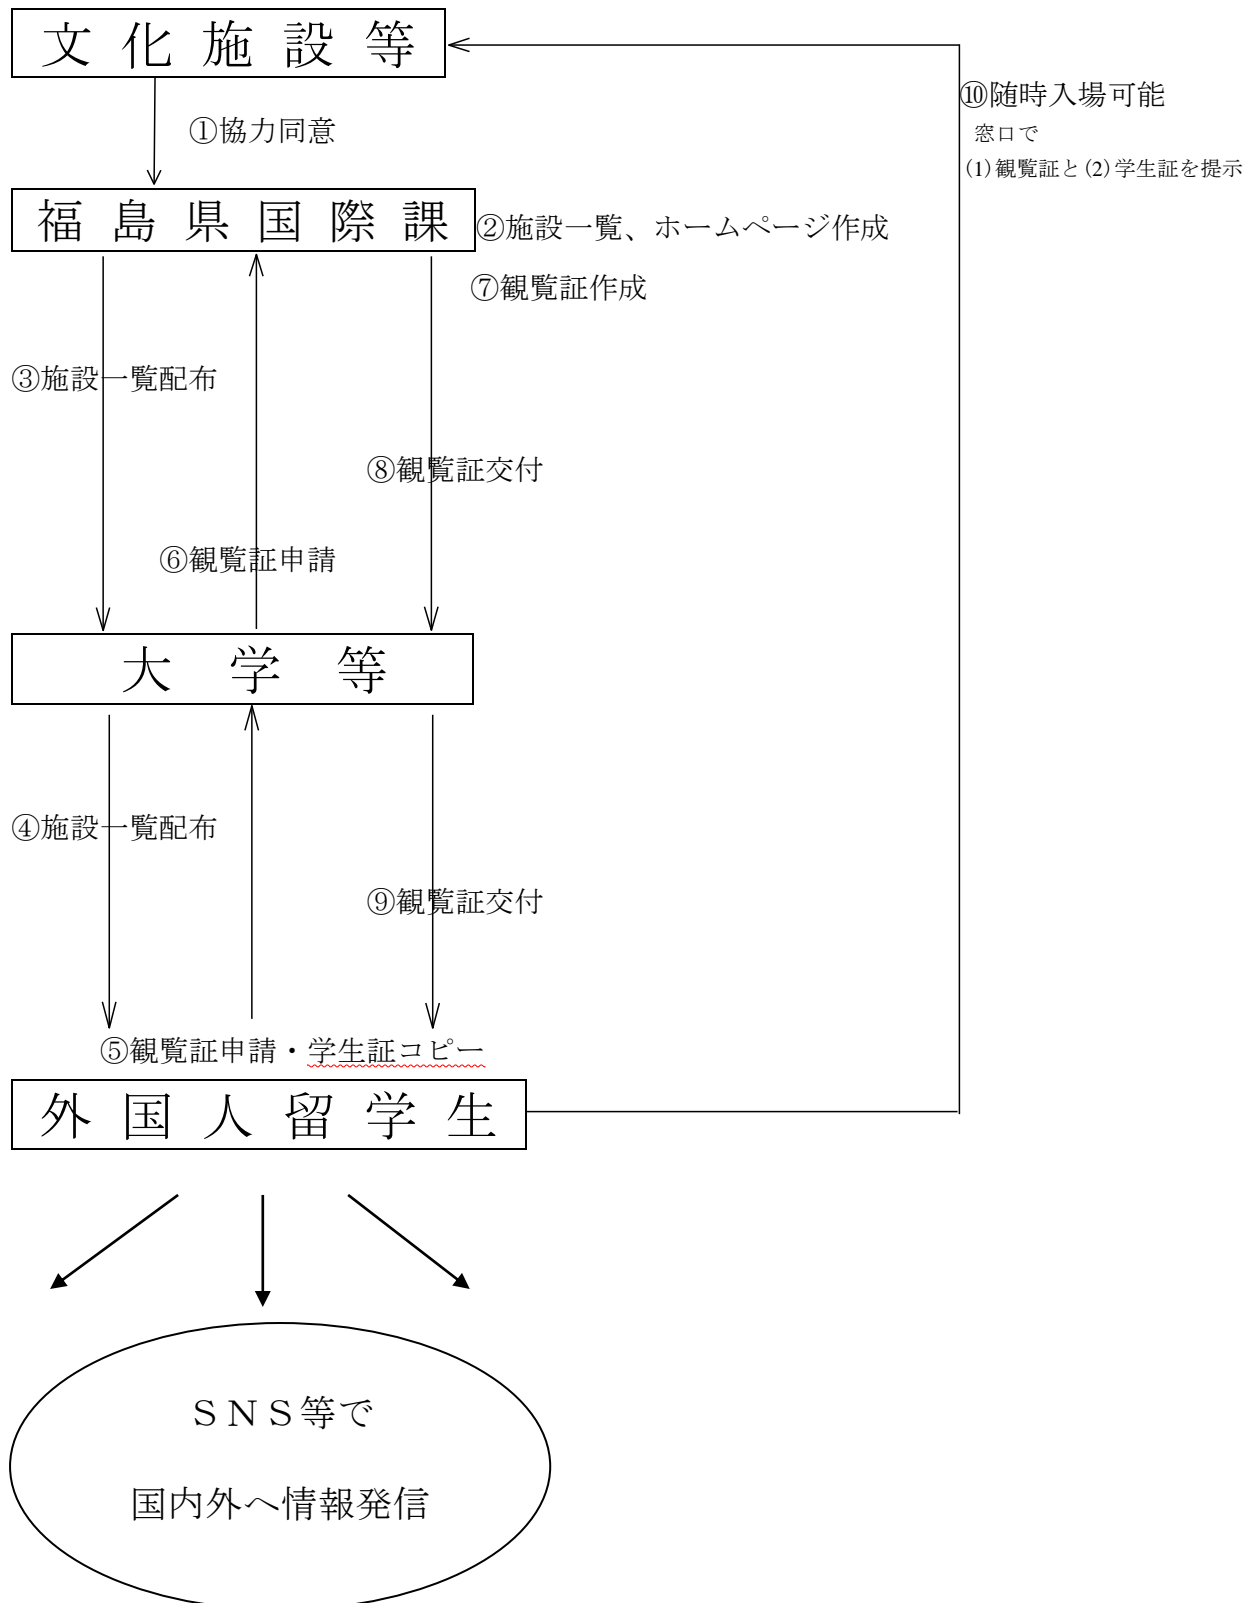 文化施設等
⑩随時入場可能
①協力同意
窓口で
(1)観覧証と(2)学生証を提示
福島県国際課
②施設一覧、ホームページ作成
⑦観覧証作成
③施設一覧配布
⑧観覧証交付
⑥観覧証申請
大学等
④施設一覧配布
⑨観覧証交付
⑤観覧証申請・学生証コピー
外国人留学生
ＳＮＳ等で
国内外へ情報発信